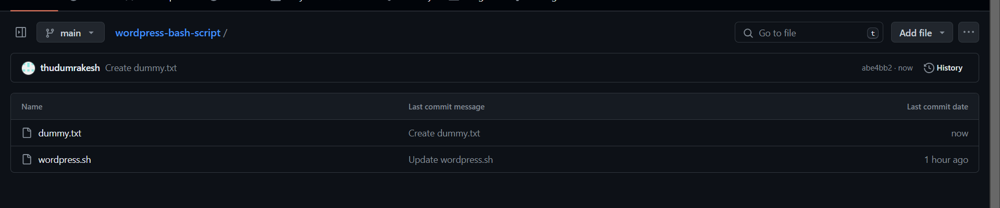 main
wordpress-bash-script /
Go to file
t
Add file
thudumrakesh Create dummy.txt
abe4bb2 · now
History
Name Last commit message Last commit date
dummy.txt Create dummy.txt now
wordpress.sh Update wordpress.sh 1 hour ago